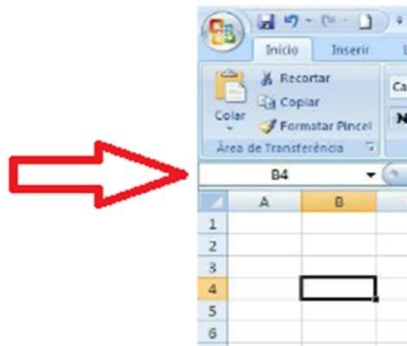 Início Inserir
Recortar
Copiar
Colar
Formatar Pincel
Área de Transferência
B4
A B
1
2
3
4
5
6